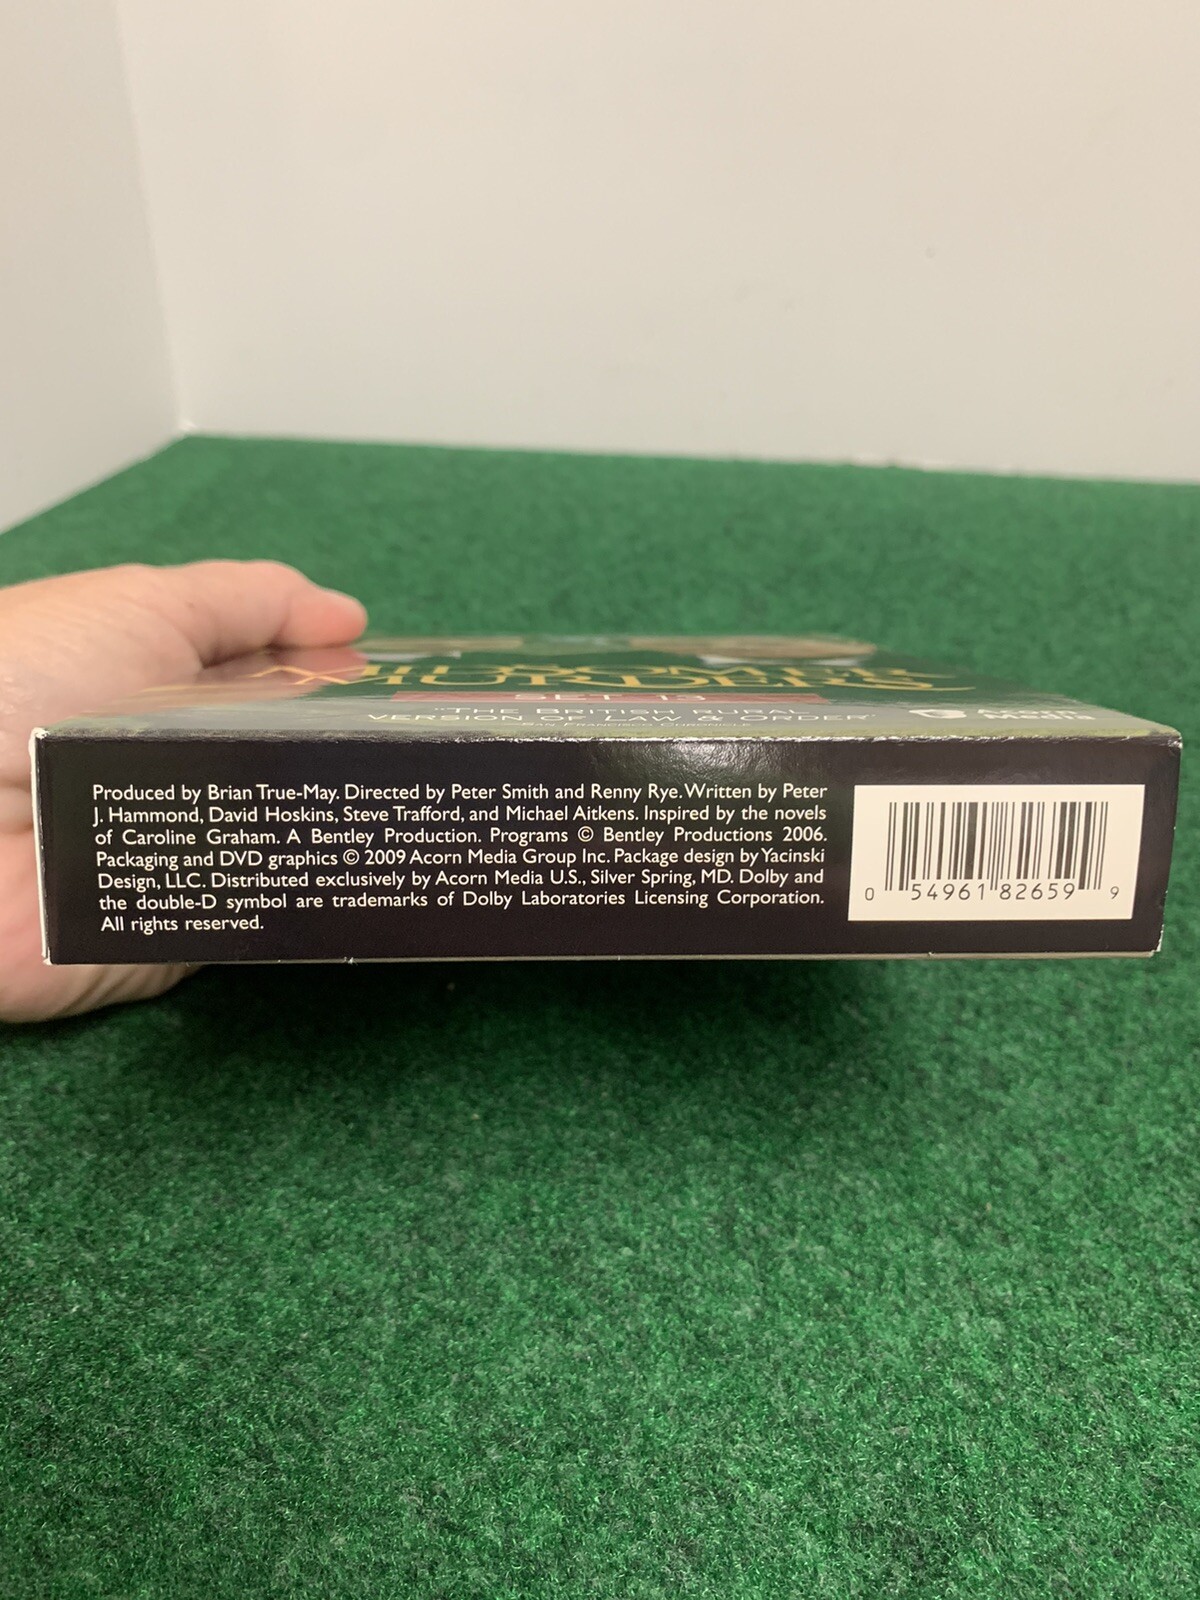 MIDSOMER
MURDERS
SET 13
"THE BRITISH RURAL
VERSION OF LAW & ORDER"
Acorn
Media
Produced by Brian True-May. Directed by Peter Smith and Renny Rye. Written by Peter
J. Hammond, David Hoskins, Steve Trafford, and Michael Aitkens. Inspired by the novels
of Caroline Graham. A Bentley Production. Programs © Bentley Productions 2006.
Packaging and DVD graphics © 2009 Acorn Media Group Inc. Package design by Yacinski
Design, LLC. Distributed exclusively by Acorn Media U.S., Silver Spring, MD. Dolby and
the double-D symbol are trademarks of Dolby Laboratories Licensing Corporation.
All rights reserved.
0 54961 82659 9